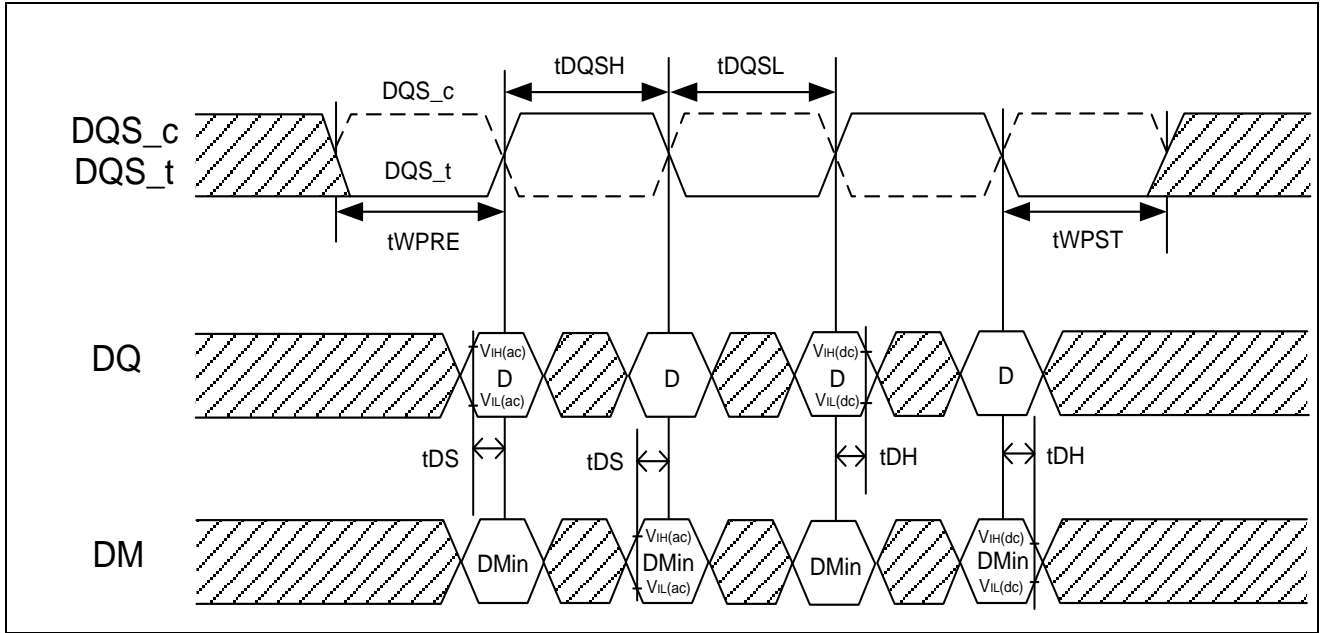 tDQSH
tDQSL
DQS_c
DQS_c
DQS_t
DQS_t
tWPRE
tWPST
DQ
VIH(ac)
D
VIL(ac)
D
VIH(dc)
D
VIL(dc)
D
tDS
tDS
tDH
tDH
DM
DMin
VIH(ac)
DMin
VIL(ac)
DMin
VIH(dc)
DMin
VIL(dc)